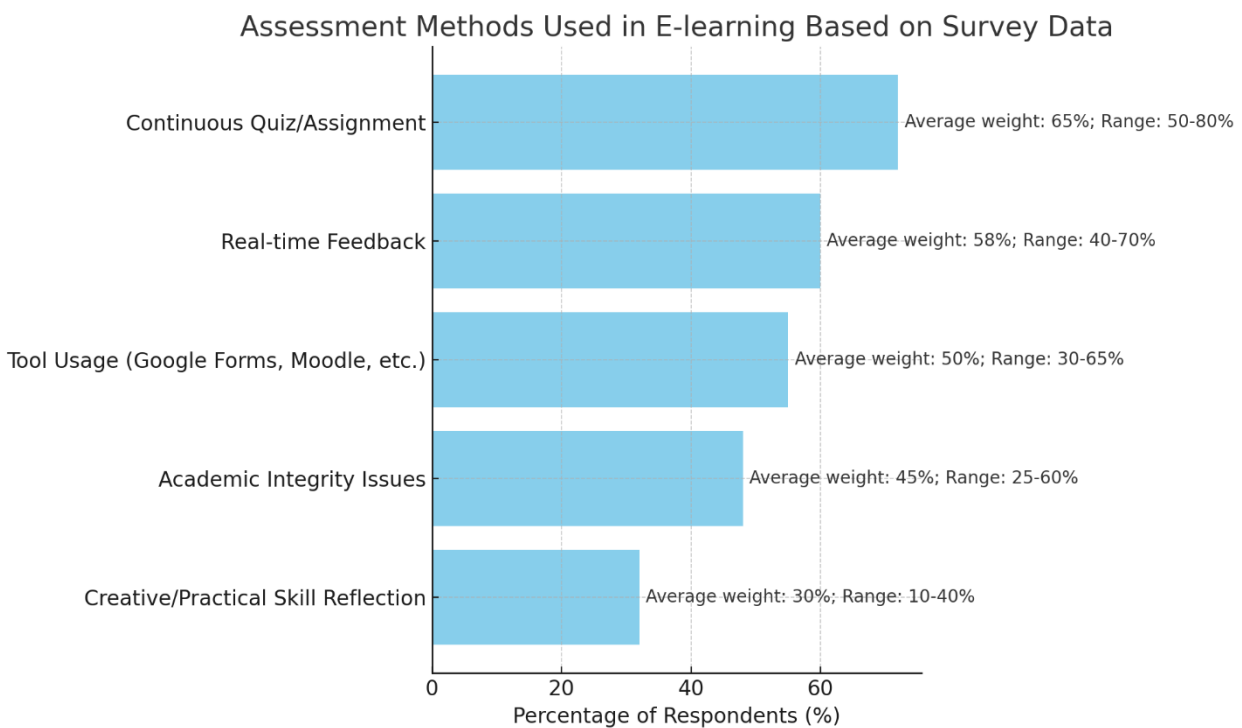 Assessment Methods Used in E-learning Based on Survey Data
Continuous Quiz/Assignment
Average weight: 65%; Range: 50-80%
Real-time Feedback
Average weight: 58%; Range: 40-70%
Tool Usage (Google Forms, Moodle, etc.)
Average weight: 50%; Range: 30-65%
Academic Integrity Issues
Average weight: 45%; Range: 25-60%
Creative/Practical Skill Reflection
Average weight: 30%; Range: 10-40%
0 20 40 60
Percentage of Respondents (%)